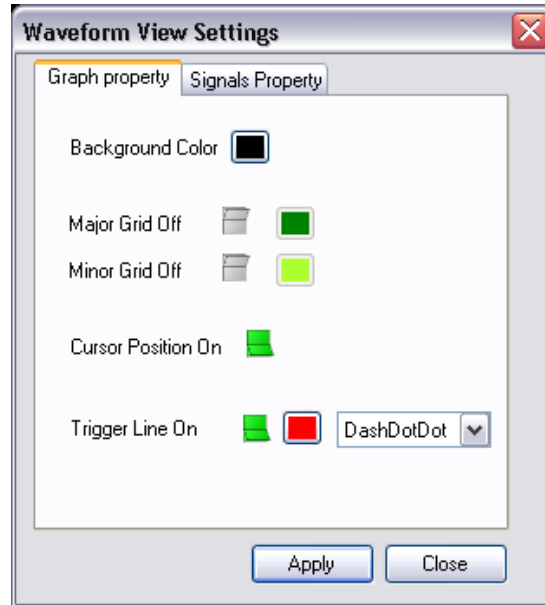 Waveform View Settings
Graph property Signals Property
Background Color
Major Grid Off
Minor Grid Off
Cursor Position On
Trigger Line On DashDotDot
Apply Close